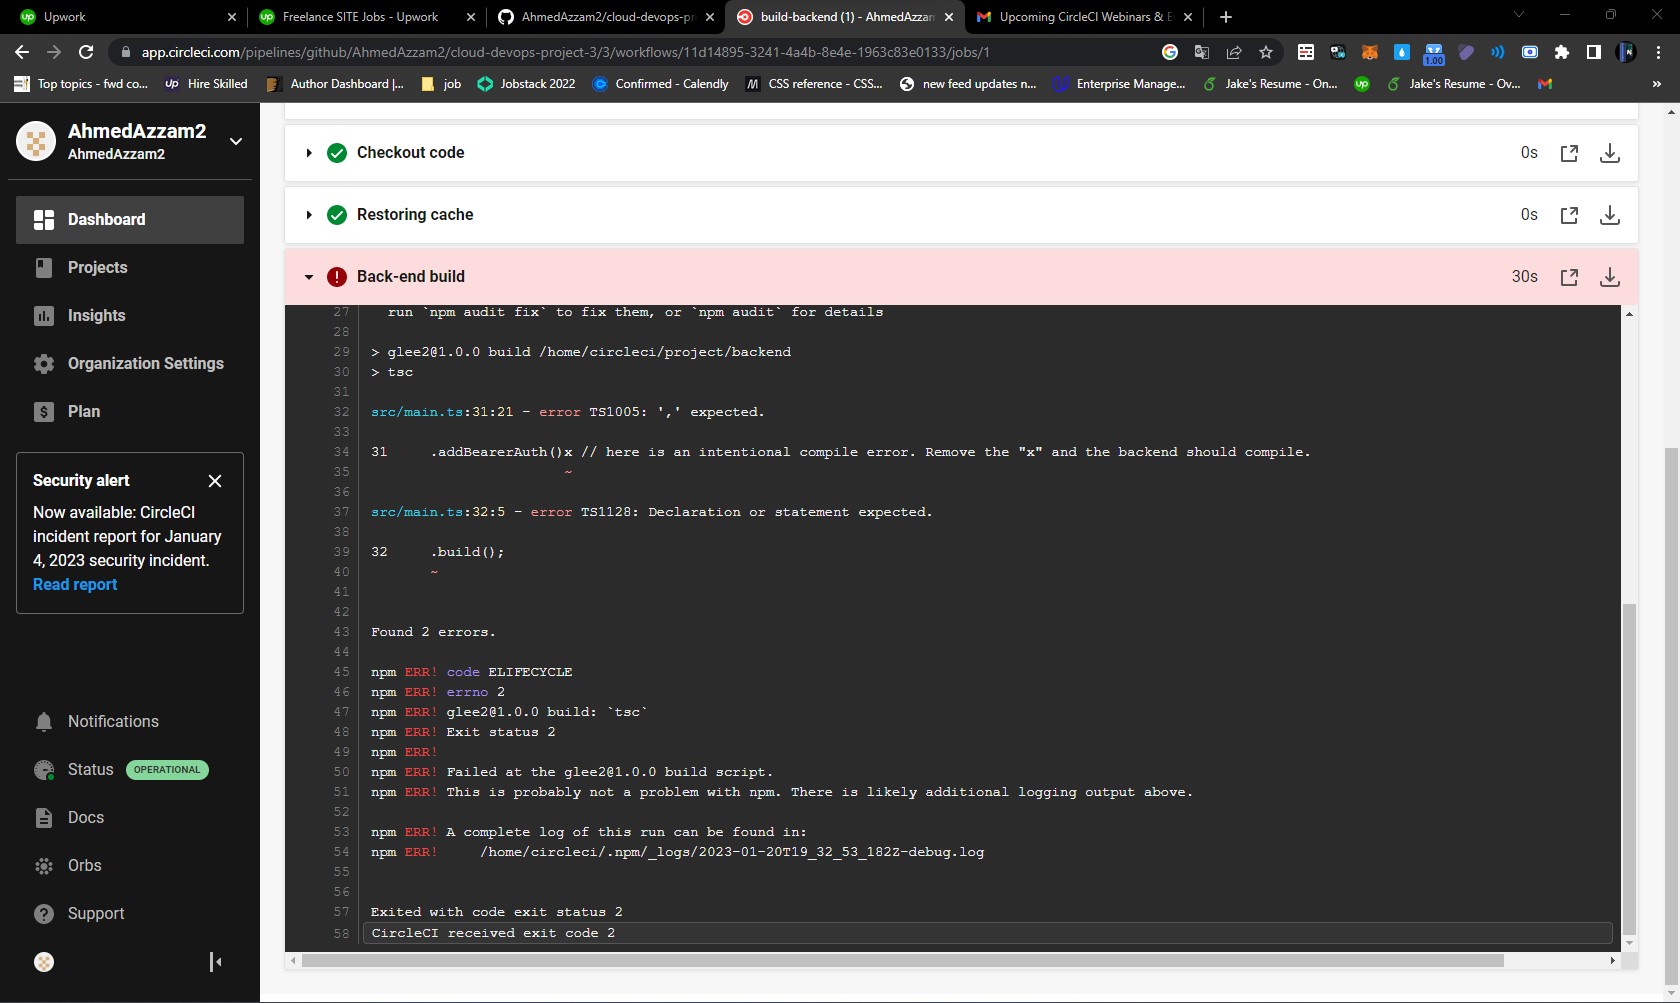 Upwork
Freelance SITE Jobs - Upwork
AhmedAzzam2/cloud-devops-pr
build-backend (1) - AhmedAzzam
Upcoming CircleCI Webinars & E
app.circleci.com/pipelines/github/AhmedAzzam2/cloud-devops-project-3/3/workflows/11d14895-3241-4a4b-8e4e-1963c83e0133/jobs/1
1.00
Top topics - fwd co...
Hire Skilled
Author Dashboard |...
job
Jobstack 2022
Confirmed - Calendly
CSS reference - CSS...
new feed updates n...
Enterprise Manage...
Jake's Resume - On...
Jake's Resume - Ov...
»
AhmedAzzam2
AhmedAzzam2
Dashboard
Projects
Insights
Organization Settings
Plan
Security alert
Now available: CircleCI
incident report for January
4, 2023 security incident.
Read report
Notifications
Status OPERATIONAL
Docs
Orbs
Support
Checkout code 0s
Restoring cache 0s
Back-end build 30s
27 run `npm audit fix` to fix them, or `npm audit` for details
28
29 > glee2@1.0.0 build /home/circleci/project/backend
30 > tsc
31
32 src/main.ts:31:21 - error TS1005: ',' expected.
33
34 31 .addBearerAuth()x // here is an intentional compile error. Remove the "x" and the backend should compile.
35 ~
36
37 src/main.ts:32:5 - error TS1128: Declaration or statement expected.
38
39 32 .build();
40 ~
41
42
43 Found 2 errors.
44
45 npm ERR! code ELIFECYCLE
46 npm ERR! errno 2
47 npm ERR! glee2@1.0.0 build: `tsc`
48 npm ERR! Exit status 2
49 npm ERR!
50 npm ERR! Failed at the glee2@1.0.0 build script.
51 npm ERR! This is probably not a problem with npm. There is likely additional logging output above.
52
53 npm ERR! A complete log of this run can be found in:
54 npm ERR! /home/circleci/.npm/_logs/2023-01-20T19_32_53_182Z-debug.log
55
56
57 Exited with code exit status 2
58 CircleCI received exit code 2